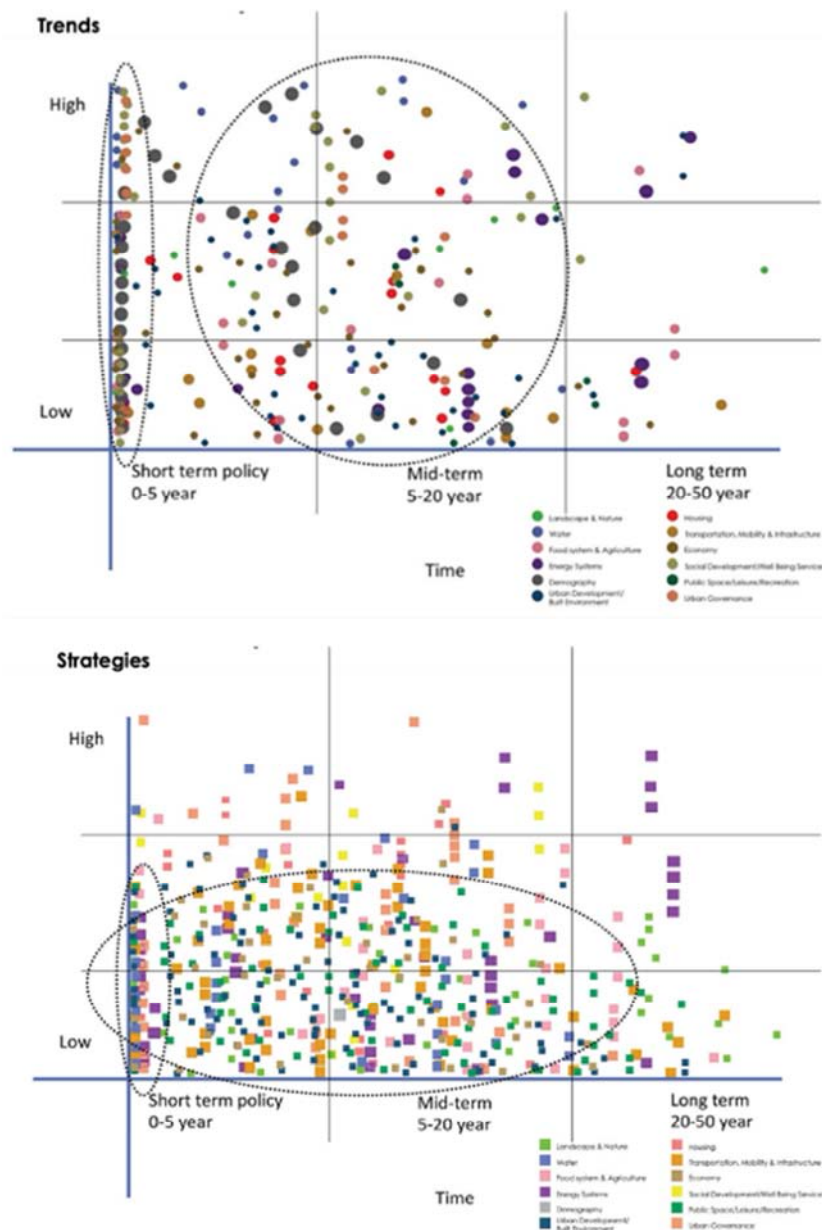 Trends
High
Low
Short term policy
0-5 year
Mid-term
5-20 year
Long term
20-50 year
Time
Landscape & Nature
Water
Food system & Agriculture
Energy Systems
Demography
Urban Development/
Built Environment
Housing
Transportation, Mobility & Infrastructure
Economy
Social Development/Well Being Service
Public Space/Leisure/Recreation
Urban Governance
Strategies
High
Low
Short term policy
0-5 year
Mid-term
5-20 year
Long term
20-50 year
Time
Landscape & Nature
Water
Food system & Agriculture
Energy Systems
Demography
Urban Development/
Built Environment
Housing
Transportation, Mobility & Infrastructure
Economy
Social Development/Well Being Service
Public Space/Leisure/Recreation
Urban Governance